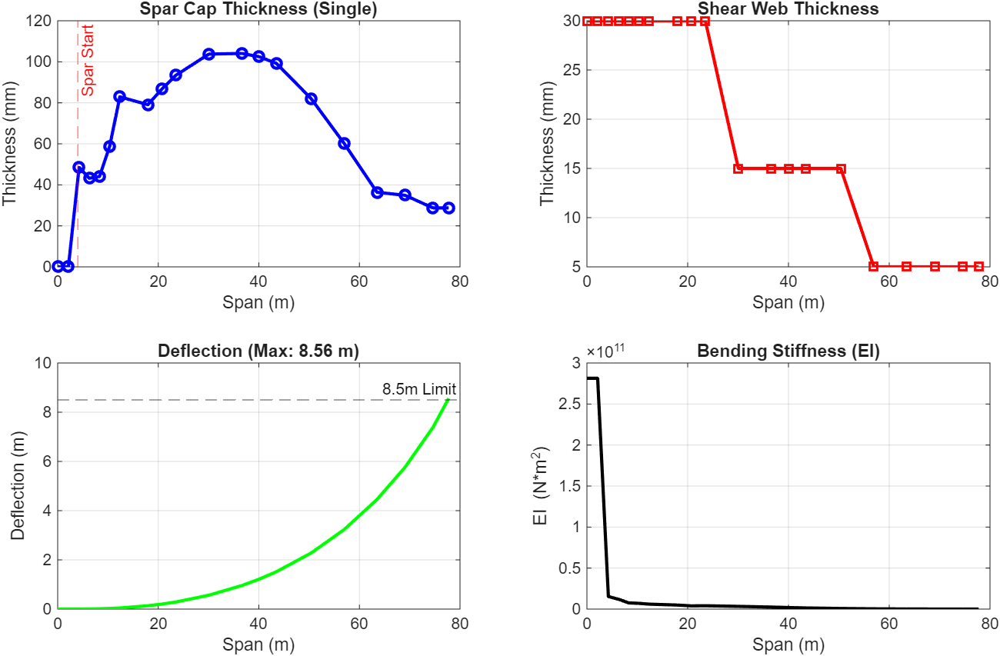 Spar Cap Thickness (Single)
120
100
80
60
40
20
0
Thickness (mm)
Spar Start
0 20 40 60 80
Span (m)
Shear Web Thickness
30
25
20
15
10
5
Thickness (mm)
0 20 40 60 80
Span (m)
Deflection (Max: 8.56 m)
10
8
6
4
2
0
Deflection (m)
8.5m Limit
0 20 40 60 80
Span (m)
×10¹¹
Bending Stiffness (EI)
3
2.5
2
1.5
1
0.5
0
EI (N*m²)
0 20 40 60 80
Span (m)